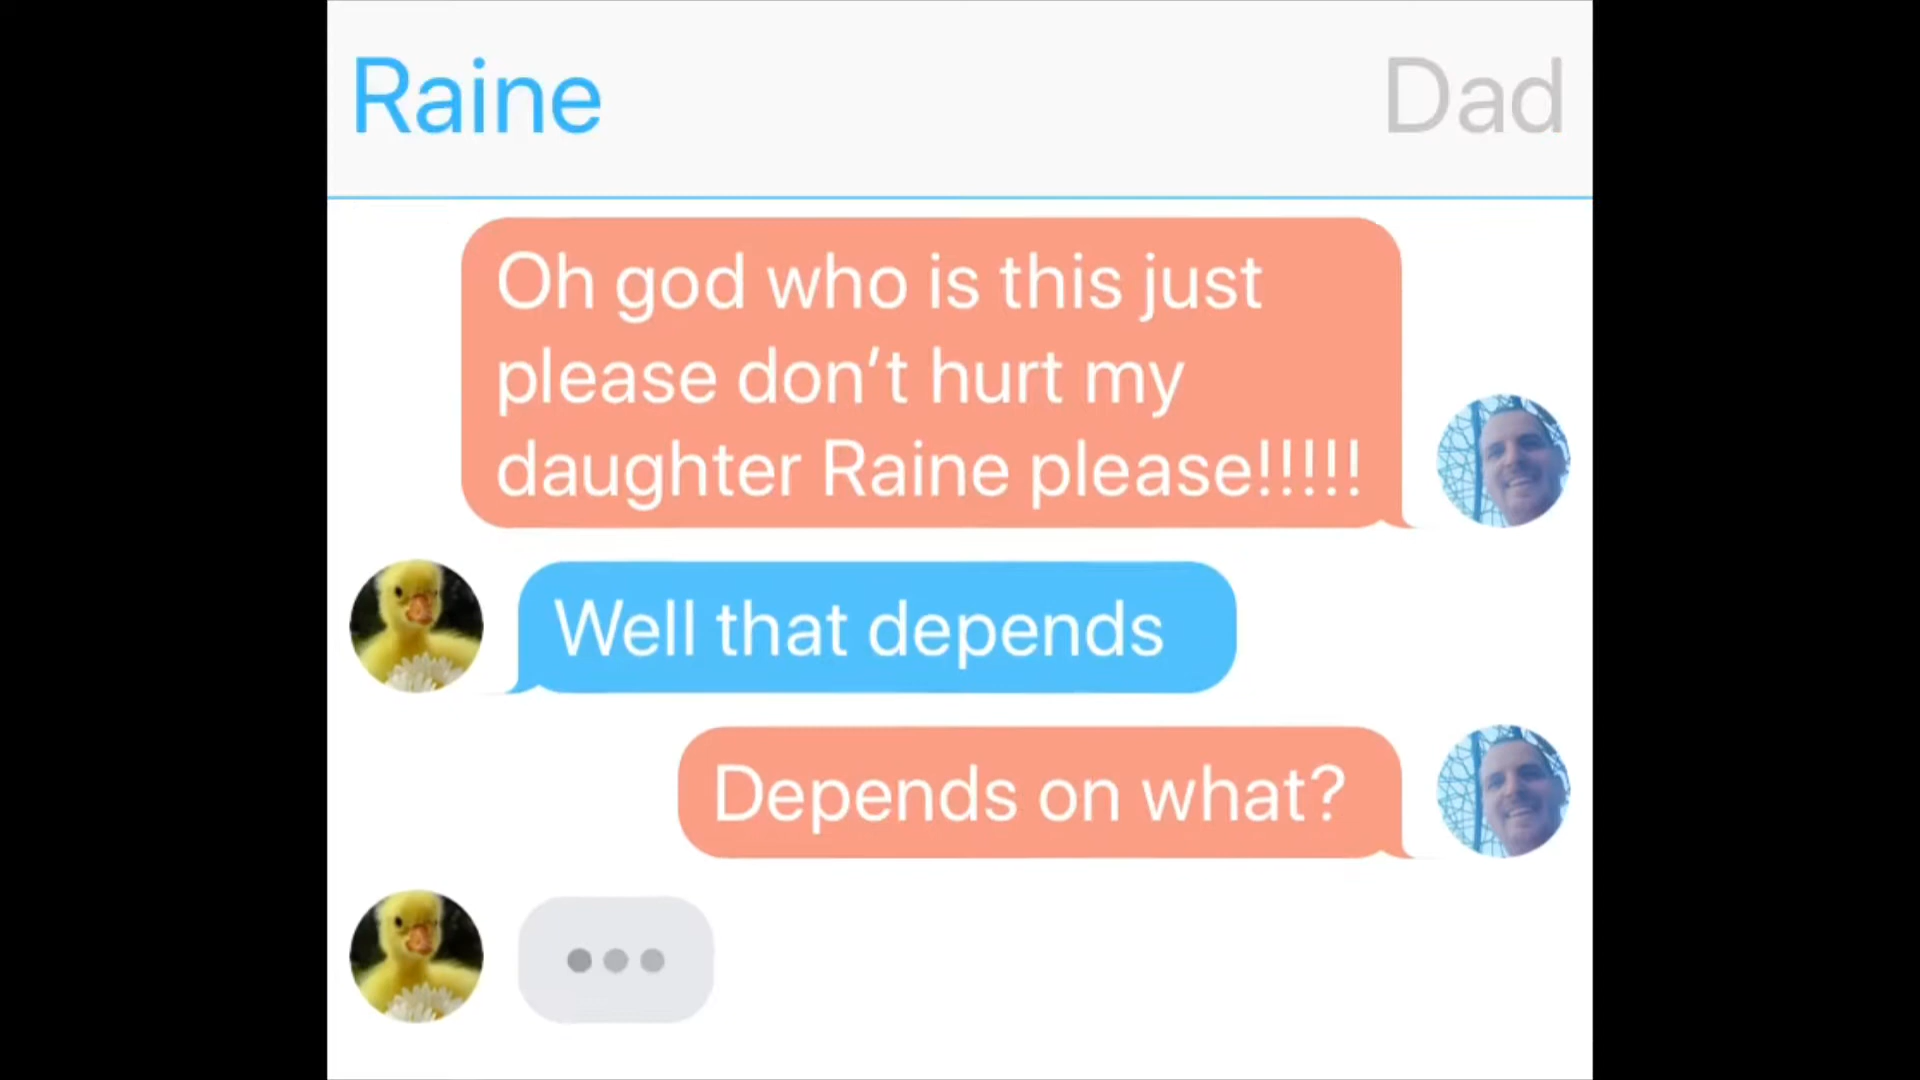 Raine
Dad
Oh god who is this just
please don’t hurt my
daughter Raine please!!!!!
Well that depends
Depends on what?